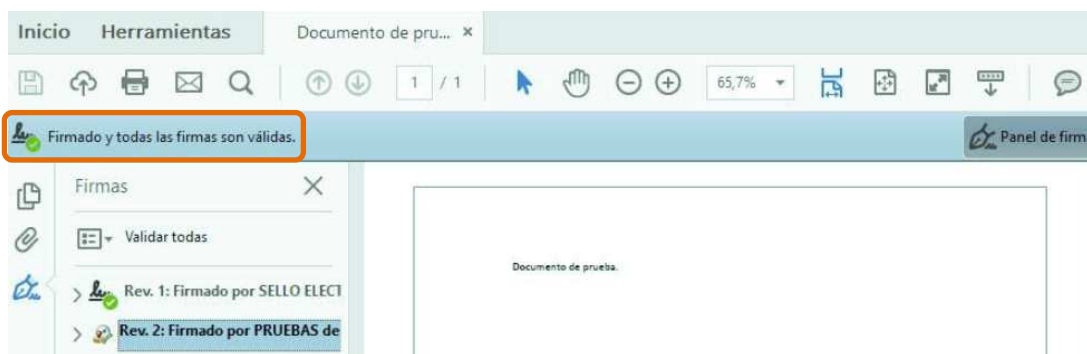 Inicio Herramientas Documento de pru... ×
1 / 1 65,7%
Firmado y todas las firmas son válidas.
Panel de firm
Firmas
Validar todas
Documento de prueba.
Rev. 1: Firmado por SELLO ELECT
Rev. 2: Firmado por PRUEBAS de